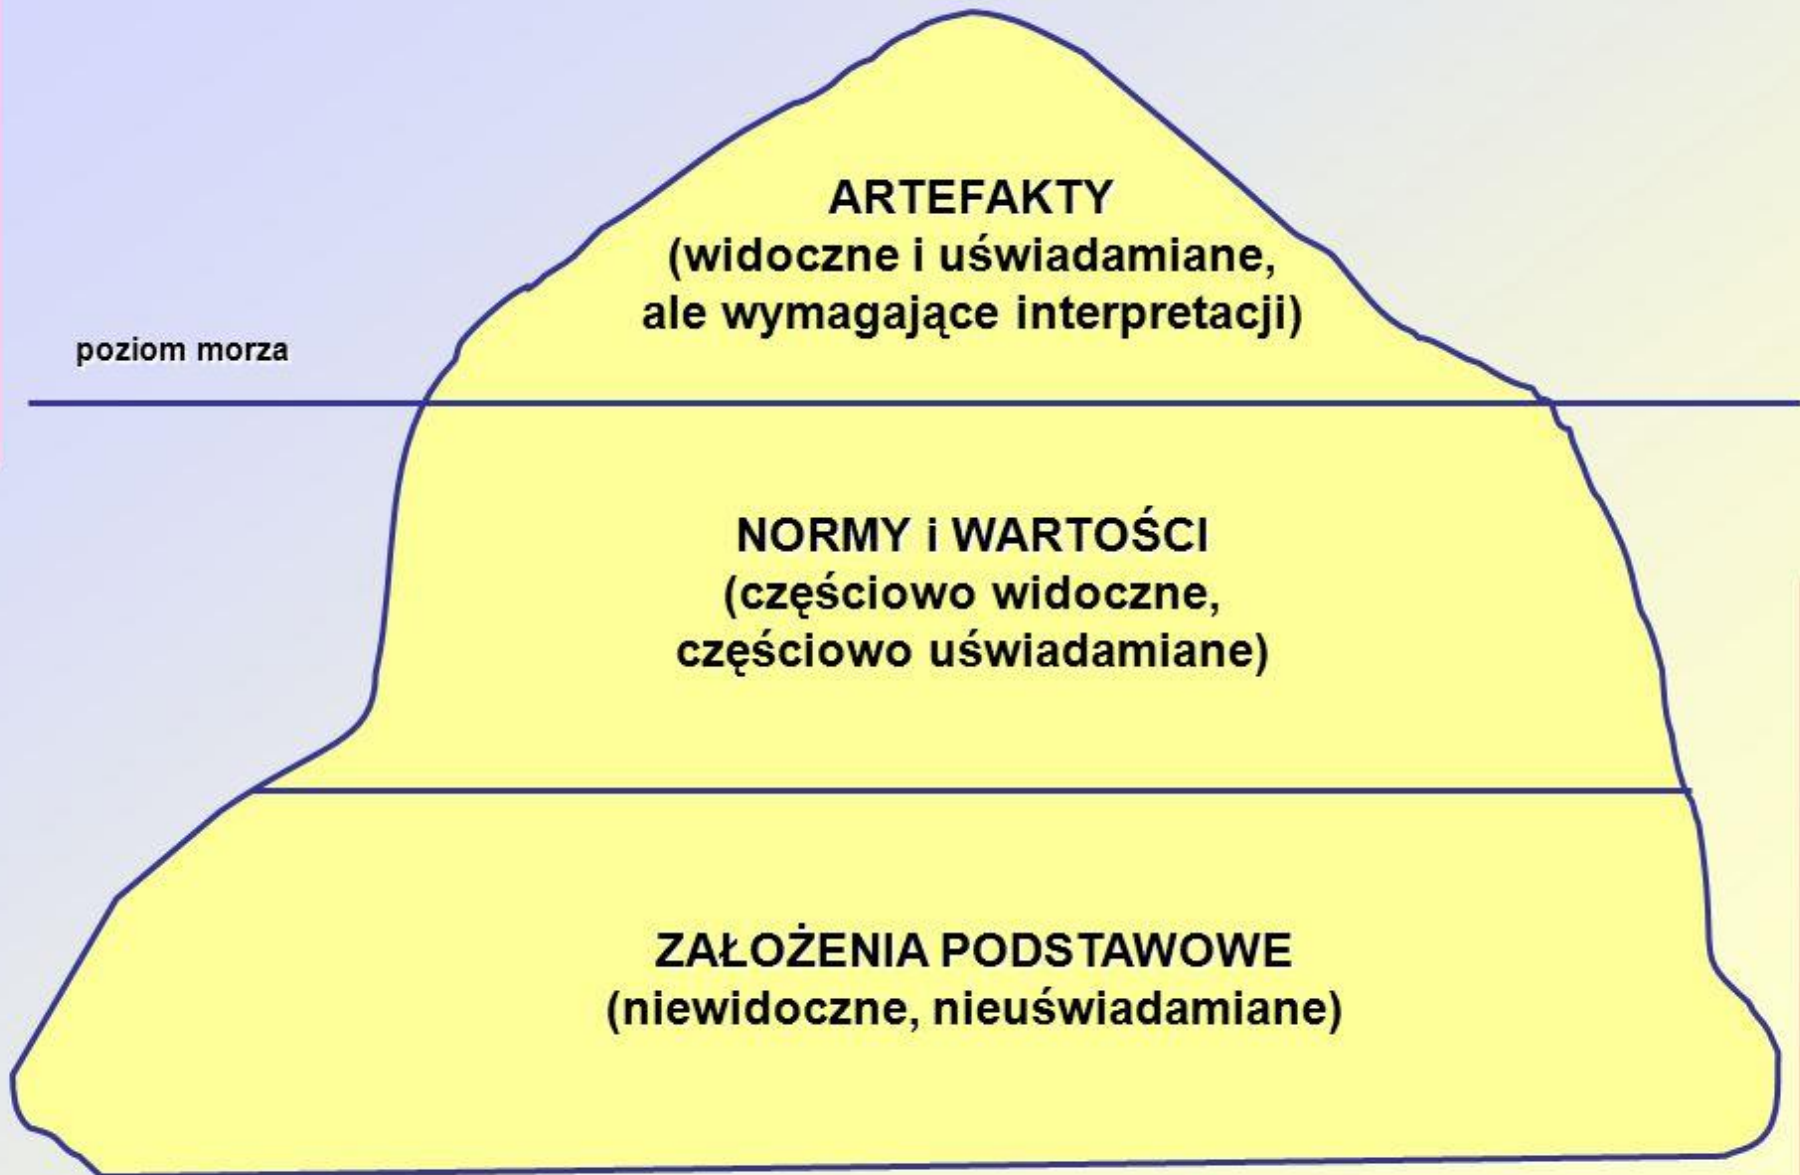 ARTEFAKTY
(widoczne i uświadamiane,
ale wymagające interpretacji)
poziom morza
NORMY i WARTOŚCI
(częściowo widoczne,
częściowo uświadamiane)
ZAŁOŻENIA PODSTAWOWE
(niewidoczne, nieuświadamiane)